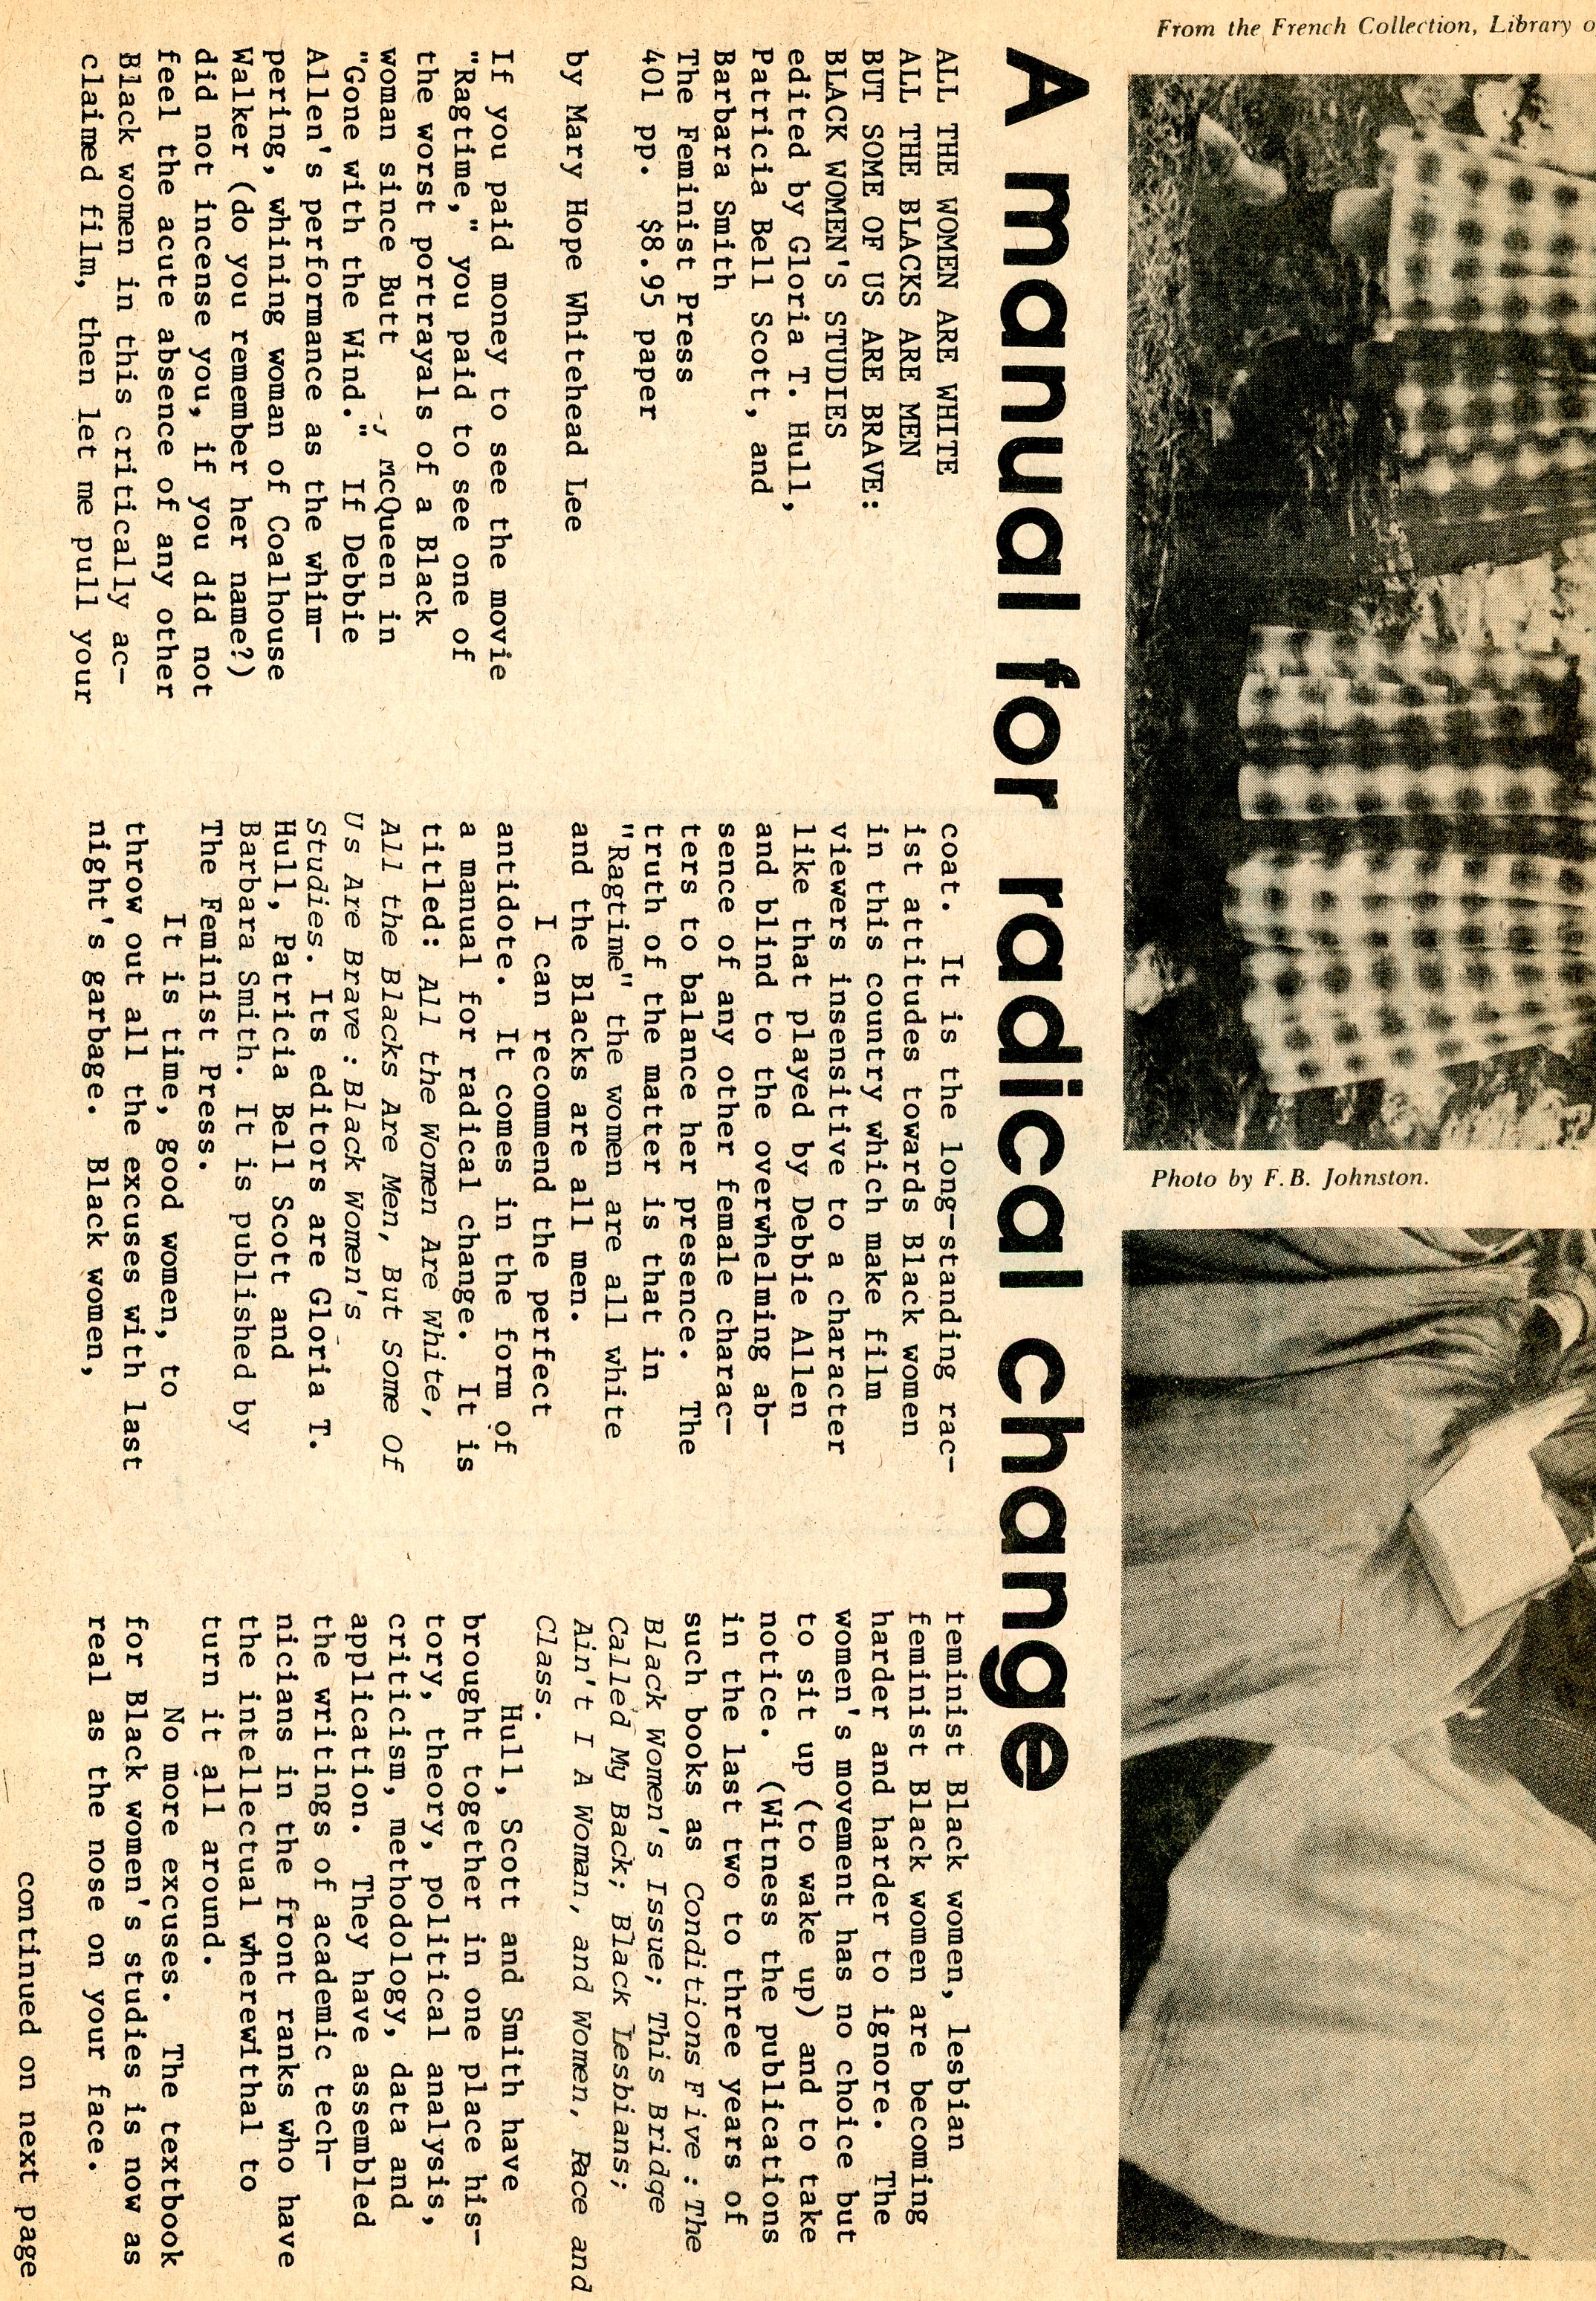 From the French Collection, Library o
Photo by F.B. Johnston.
A manual for radical change
ALL THE WOMEN ARE WHITE
ALL THE BLACKS ARE MEN
BUT SOME OF US ARE BRAVE:
BLACK WOMEN'S STUDIES
edited by Gloria T. Hull,
Patricia Bell Scott, and
Barbara Smith
The Feminist Press
401 pp. $8.95 paper
by Mary Hope Whitehead Lee
If you paid money to see the movie
"Ragtime," you paid to see one of
the worst portrayals of a Black
woman since Butt McQueen in
"Gone with the Wind." If Debbie
Allen's performance as the whim-
pering, whining woman of Coalhouse
Walker (do you remember her name?)
did not incense you, if you did not
feel the acute absence of any other
Black women in this critically ac-
claimed film, then let me pull your
coat. It is the long-standing rac-
ist attitudes towards Black women
in this country which make film
viewers insensitive to a character
like that played by Debbie Allen
and blind to the overwhelming ab-
sence of any other female charac-
ters to balance her presence. The
truth of the matter is that in
"Ragtime" the women are all white
and the Blacks are all men.
I can recommend the perfect
antidote. It comes in the form of
a manual for radical change. It is
titled: All the Women Are White,
All the Blacks Are Men, But Some Of
Us Are Brave : Black Women's
Studies. Its editors are Gloria T.
Hull, Patricia Bell Scott and
Barbara Smith. It is published by
The Feminist Press.
It is time, good women, to
throw out all the excuses with last
night's garbage. Black women,
feminist Black women, lesbian
feminist Black women are becoming
harder and harder to ignore. The
women's movement has no choice but
to sit up (to wake up) and to take
notice. (Witness the publications
in the last two to three years of
such books as Conditions Five : The
Black Women's Issue; This Bridge
Called My Back; Black Lesbians;
Ain't I A Woman, and Women, Race and
Class.
Hull, Scott and Smith have
brought together in one place his-
tory, theory, political analysis,
criticism, methodology, data and
application. They have assembled
the writings of academic tech-
nicians in the front ranks who have
the intellectual wherewithal to
turn it all around.
No more excuses. The textbook
for Black women's studies is now as
real as the nose on your face.
continued on next page